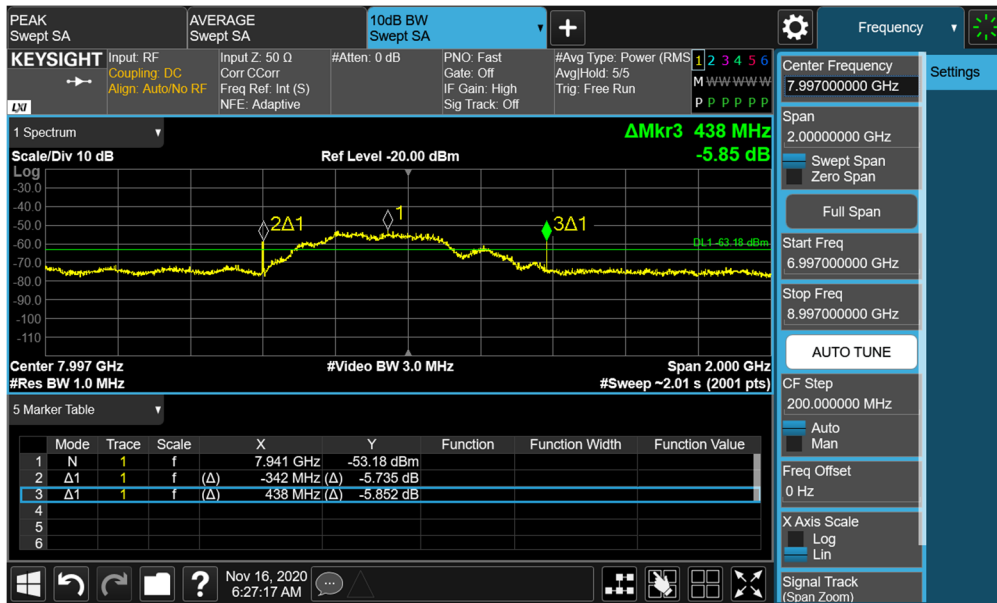 PEAK
Swept SA
AVERAGE
Swept SA
10dB BW
Swept SA
Frequency
KEYSIGHT
LXI
Input: RF
Coupling: DC
Align: Auto/No RF
Input Z: 50 Ω
Corr CCorr
Freq Ref: Int (S)
NFE: Adaptive
#Atten: 0 dB
PNO: Fast
Gate: Off
IF Gain: High
Sig Track: Off
#Avg Type: Power (RMS
Avg|Hold: 5/5
Trig: Free Run
1 2 3 4 5 6
M W W W W W
P P P P P P
Settings
1 Spectrum
ΔMkr3 438 MHz
-5.85 dB
Scale/Div 10 dB
Ref Level -20.00 dBm
Log
-30.0
-40.0
-50.0
-60.0
-70.0
-80.0
-90.0
-100
-110
2Δ1
1
3Δ1
DL1 -63.18 dBm
Center 7.997 GHz
#Video BW 3.0 MHz
Span 2.000 GHz
#Res BW 1.0 MHz
#Sweep ~2.01 s (2001 pts)
5 Marker Table
Mode Trace Scale X Y Function Function Width Function Value
1 N 1 f 7.941 GHz -53.18 dBm
2 Δ1 1 f (Δ) -342 MHz (Δ) -5.735 dB
3 Δ1 1 f (Δ) 438 MHz (Δ) -5.852 dB
4
5
6
Center Frequency
7.997000000 GHz
Span
2.00000000 GHz
Swept Span
Zero Span
Full Span
Start Freq
6.997000000 GHz
Stop Freq
8.997000000 GHz
AUTO TUNE
CF Step
200.000000 MHz
Auto
Man
Freq Offset
0 Hz
X Axis Scale
Log
Lin
Signal Track
(Span Zoom)
?
Nov 16, 2020
6:27:17 AM